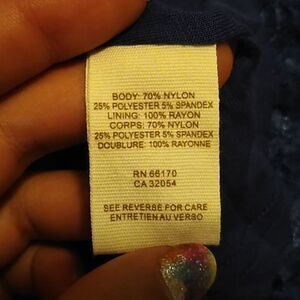 BODY: 70% NYLON
25% POLYESTER 5% SPANDEX
LINING: 100% RAYON
CORPS: 70% NYLON
25% POLYESTER 5% SPANDEX
DOUBLURE: 100% RAYONNE
RN 66170
CA 32054
SEE REVERSE FOR CARE
ENTRETIEN AU VERSO